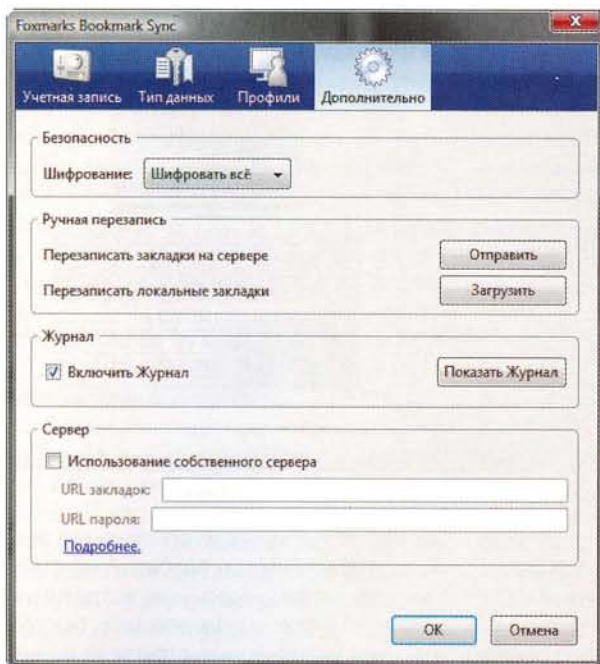 Foxmarks Bookmark Sync
Учетная запись Тип данных Профили Дополнительно
Безопасность
Шифрование: Шифровать всё
Ручная перезапись
Перезаписать закладки на сервере Отправить
Перезаписать локальные закладки Загрузить
Журнал
Включить Журнал Показать Журнал
Сервер
Использование собственного сервера
URL закладок:
URL пароля:
Подробнее.
OK Отмена